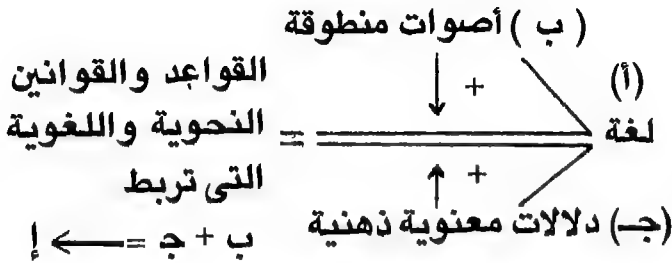 (ب) أصوات منطوقة
(أ)
لغة
+
=
+
(جـ) دلالات معنوية ذهنية
القواعد والقوانين
النحوية واللغوية
التى تربط
ب + جـ = ← إ